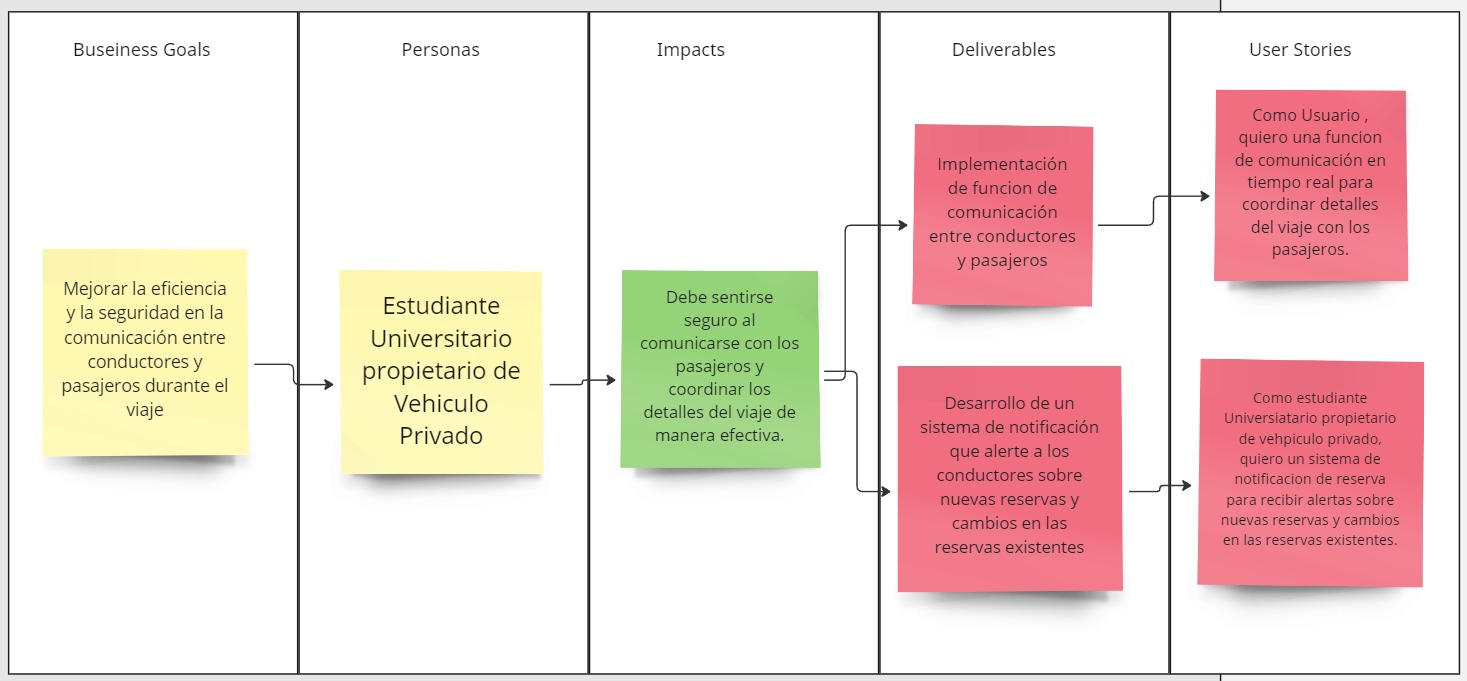 Buseiness Goals
Personas
Impacts
Deliverables
User Stories
Mejorar la eficiencia
y la seguridad en la
comunicación entre
conductores y
pasajeros durante el
viaje
Estudiante
Universitario
propietario de
Vehiculo
Privado
Debe sentirse
seguro al
comunicarse con los
pasajeros y
coordinar los
detalles del viaje de
manera efectiva.
Implementación
de funcion de
comunicación
entre conductores
y pasajeros
Desarrollo de un
sistema de notificación
que alerte a los
conductores sobre
nuevas reservas y
cambios en las
reservas existentes
Como Usuario ,
quiero una funcion
de comunicación en
tiempo real para
coordinar detalles
del viaje con los
pasajeros.
Como estudiante
Universiatario propietario
de vehpiculo privado,
quiero un sistema de
notificacion de reserva
para recibir alertas sobre
nuevas reservas y cambios
en las reservas existentes.